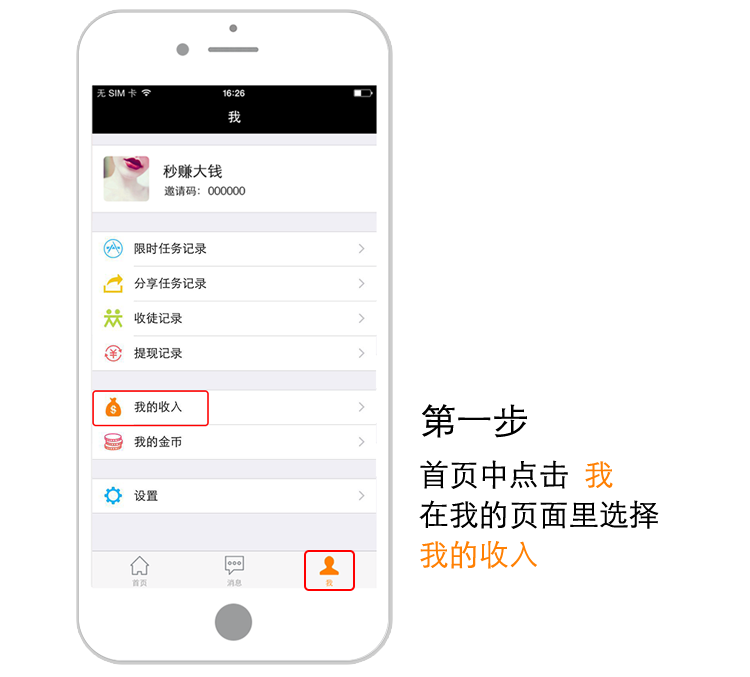 无 SIM 卡
16:26
我
秒赚大钱
邀请码：000000
限时任务记录
分享任务记录
收徒记录
提现记录
我的收入
我的金币
设置
首页
消息
我
第一步
首页中点击 我
在我的页面里选择
我的收入